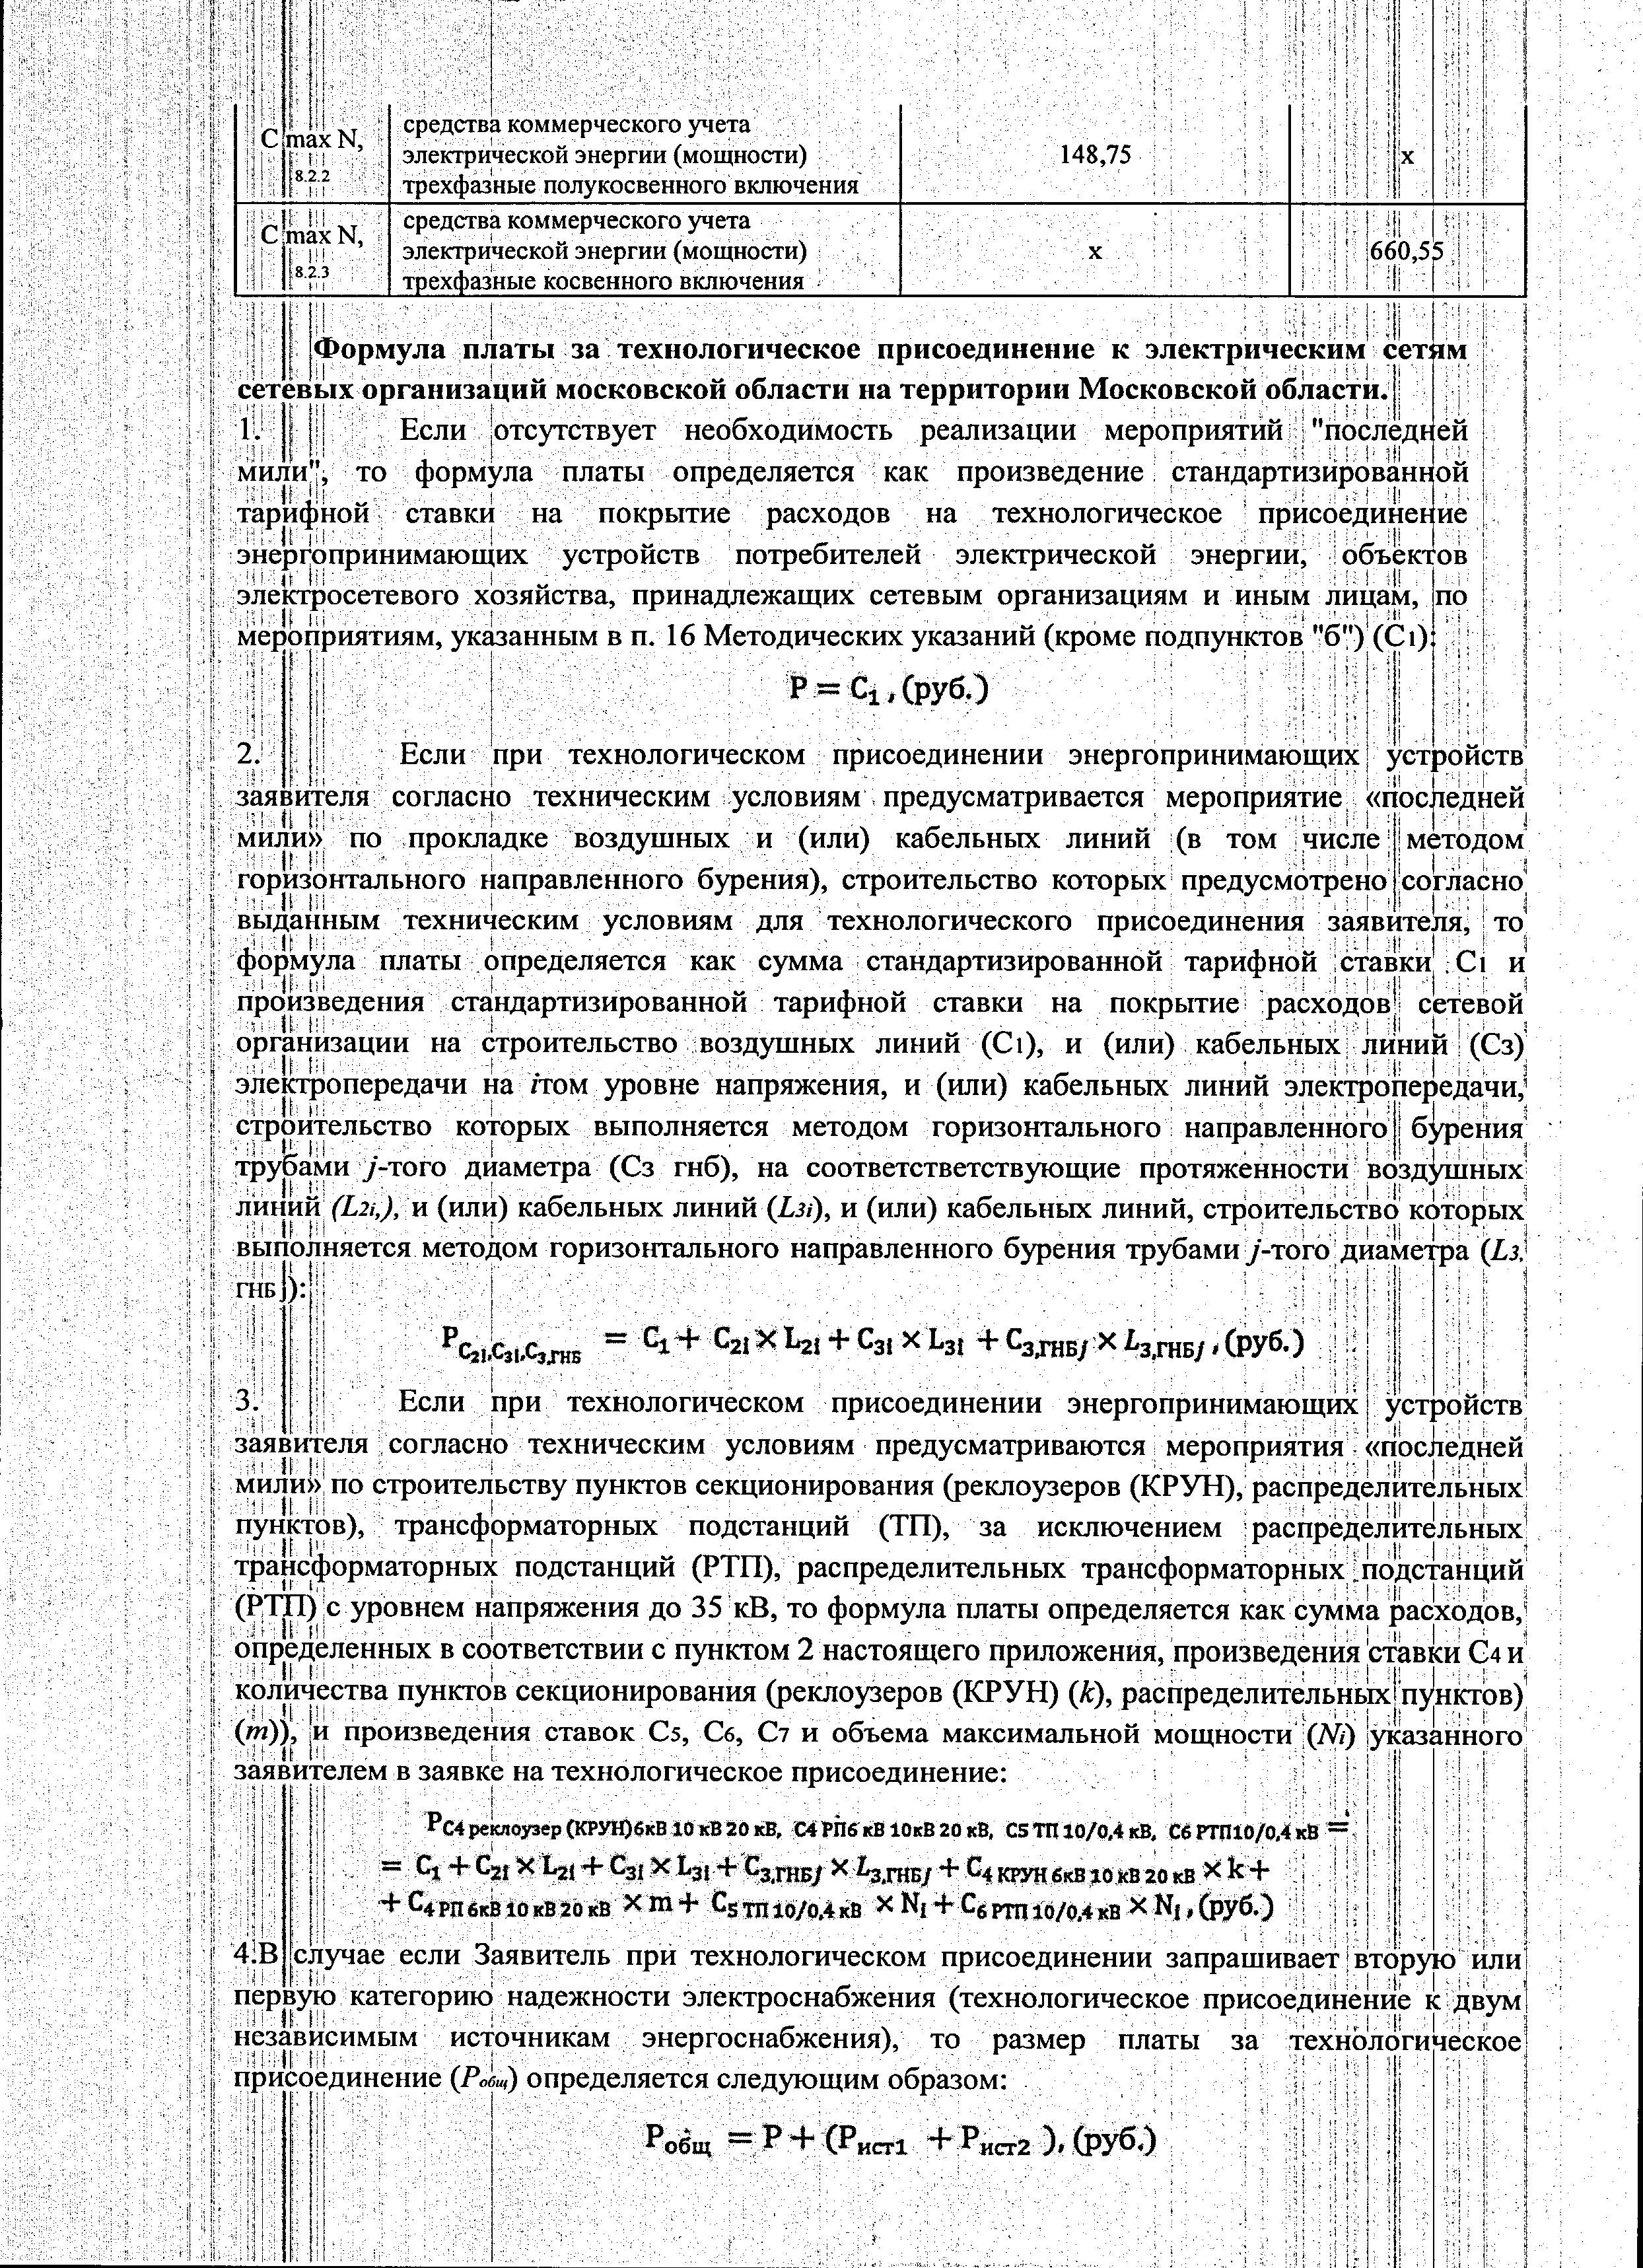 C max N, 8.2.2
средства коммерческого учета
электрической энергии (мощности)
трехфазные полукосвенного включения
148,75
х
C max N, 8.2.3
средства коммерческого учета
электрической энергии (мощности)
трехфазные косвенного включения
х
660,55
Формула платы за технологическое присоединение к электрическим сетям
сетевых организаций московской области на территории Московской области.
1. Если отсутствует необходимость реализации мероприятий "последней
мили", то формула платы определяется как произведение стандартизированной
тарифной ставки на покрытие расходов на технологическое присоединение
энергопринимающих устройств потребителей электрической энергии, объектов
электросетевого хозяйства, принадлежащих сетевым организациям и иным лицам, по
мероприятиям, указанным в п. 16 Методических указаний (кроме подпунктов "б") (С1):
P = C1, (руб.)
2. Если при технологическом присоединении энергопринимающих устройств
заявителя согласно техническим условиям предусматривается мероприятие «последней
мили» по прокладке воздушных и (или) кабельных линий (в том числе методом
горизонтального направленного бурения), строительство которых предусмотрено согласно
выданным техническим условиям для технологического присоединения заявителя, то
формула платы определяется как сумма стандартизированной тарифной ставки С1 и
произведения стандартизированной тарифной ставки на покрытие расходов сетевой
организации на строительство воздушных линий (С1), и (или) кабельных линий (С3)
электропередачи на iтом уровне напряжения, и (или) кабельных линий электропередачи,
строительство которых выполняется методом горизонтального направленного бурения
трубами j-того диаметра (С3 гнб), на соответстветствующие протяженности воздушных
линий (L2i,), и (или) кабельных линий (L3i), и (или) кабельных линий, строительство которых
выполняется методом горизонтального направленного бурения трубами j-того диаметра (L3,
ГНБ j):
P C2i,C3i,C3,ГНБ = C1 + C2i × L2i + C3i × L3i + C3,ГНБj × L3,ГНБj, (руб.)
3. Если при технологическом присоединении энергопринимающих устройств
заявителя согласно техническим условиям предусматриваются мероприятия «последней
мили» по строительству пунктов секционирования (реклоузеров (КРУН), распределительных
пунктов), трансформаторных подстанций (ТП), за исключением распределительных
трансформаторных подстанций (РТП), распределительных трансформаторных подстанций
(РТП) с уровнем напряжения до 35 кВ, то формула платы определяется как сумма расходов,
определенных в соответствии с пунктом 2 настоящего приложения, произведения ставки С4 и
количества пунктов секционирования (реклоузеров (КРУН) (k), распределительных пунктов)
(m)), и произведения ставок С5, С6, С7 и объема максимальной мощности (Ni) указанного
заявителем в заявке на технологическое присоединение:
P C4 реклоузер (КРУН)6кВ 10 кВ 20 кВ, C4 РП6 кВ 10кВ 20 кВ, C5 ТП 10/0,4 кВ, C6 РТП10/0,4 кВ =
= C1 + C2i × L2i + C3i × L3i + C3,ГНБj × L3,ГНБj + C4 КРУН 6кВ 10 кВ 20 кВ × k +
+ C4 РП 6кВ 10 кВ 20 кВ × m + C5 ТП 10/0,4 кВ × Ni + C6 РТП 10/0,4 кВ × Ni, (руб.)
4.В случае если Заявитель при технологическом присоединении запрашивает вторую или
первую категорию надежности электроснабжения (технологическое присоединение к двум
независимым источникам энергоснабжения), то размер платы за технологическое
присоединение (Pобщ) определяется следующим образом:
Pобщ = P + (Pист1 + Pист2 ), (руб.)